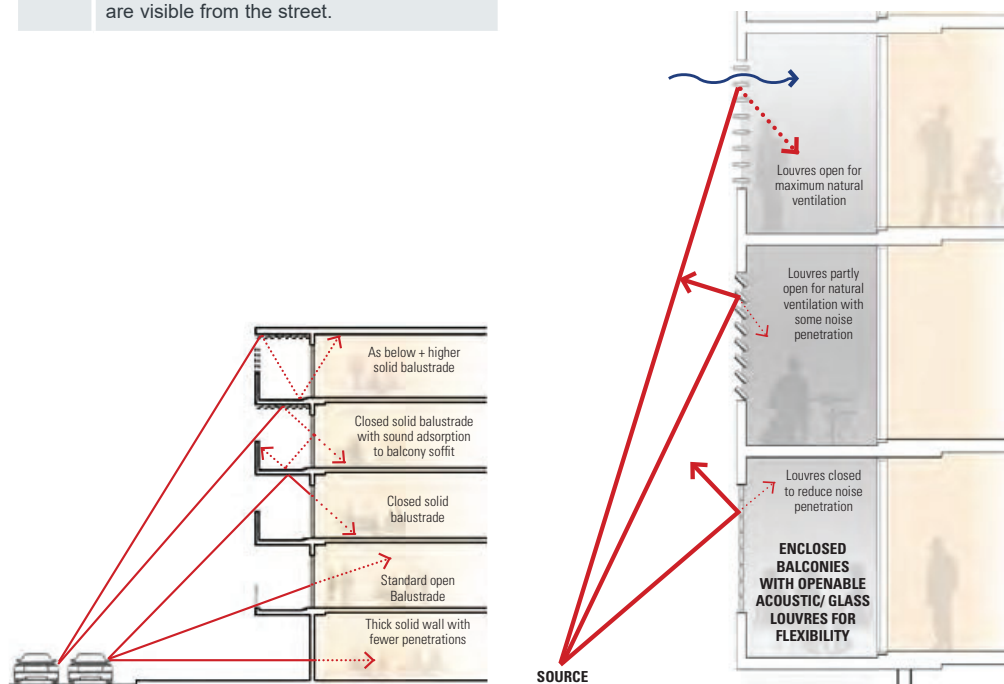 are visible from the street.
As below + higher
solid balustrade
Closed solid balustrade
with sound adsorption
to balcony soffit
Closed solid
balustrade
Standard open
Balustrade
Thick solid wall with
fewer penetrations
Louvres open for
maximum natural
ventilation
Louvres partly
open for natural
ventilation with
some noise
penetration
Louvres closed
to reduce noise
penetration
ENCLOSED
BALCONIES
WITH OPENABLE
ACOUSTIC/ GLASS
LOUVRES FOR
FLEXIBILITY
SOURCE